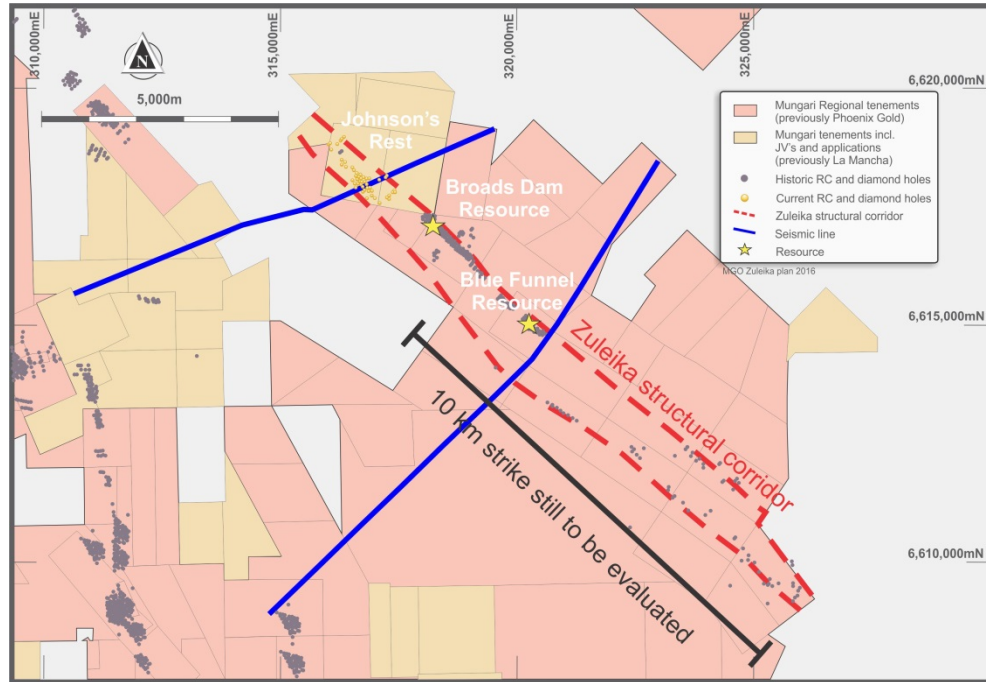 310,000mE
315,000mE
320,000mE
325,000mE
N
5,000m
6,620,000mN
Johnson's
Rest
Mungari Regional tenements
(previously Phoenix Gold)
Mungari tenements incl.
JV's and applications
(previously La Mancha)
Historic RC and diamond holes
Current RC and diamond holes
Zuleika structural corridor
Seismic line
Resource
MGO Zuleika plan 2016
Broads Dam
Resource
Blue Funnel
Resource
6,615,000mN
Zuleika structural corridor
10 km strike still to be evaluated
6,610,000mN